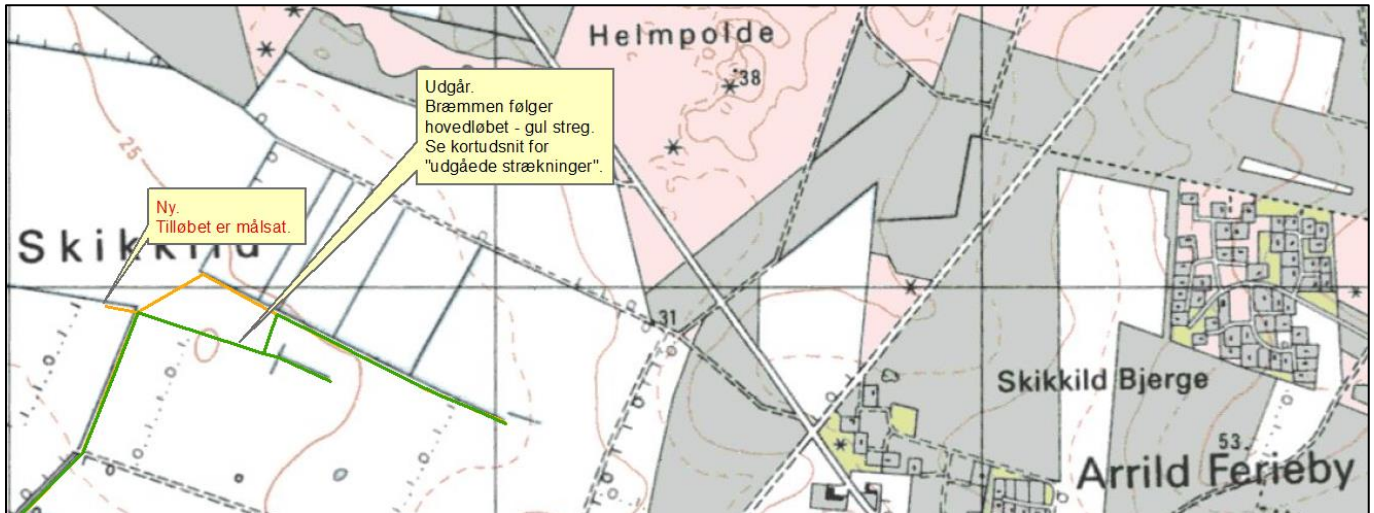 Helmpolde
38
Udgår.
Bræmmen følger
hovedløbet - gul streg.
Se kortudsnit for
"udgåede strækninger".
25
Ny.
Tilløbet er målsat.
Skikkild
31
Skikkild Bjerge
53
Arrild Ferieby